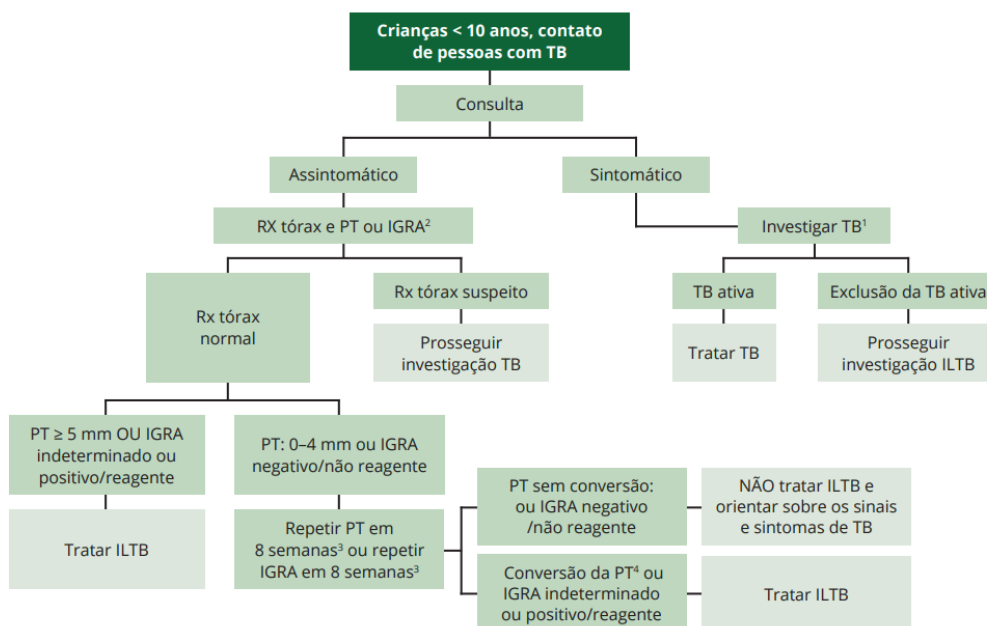 Crianças < 10 anos, contato
de pessoas com TB
Consulta
Assintomático
Sintomático
RX tórax e PT ou IGRA²
Investigar TB¹
Rx tórax
normal
Rx tórax suspeito
TB ativa
Exclusão da TB ativa
Prosseguir
investigação TB
Tratar TB
Prosseguir
investigação ILTB
PT ≥ 5 mm OU IGRA
indeterminado ou
positivo/reagente
PT: 0–4 mm ou IGRA
negativo/não reagente
Tratar ILTB
Repetir PT em
8 semanas³ ou repetir
IGRA em 8 semanas³
PT sem conversão:
ou IGRA negativo
/não reagente
NÃO tratar ILTB e
orientar sobre os sinais
e sintomas de TB
Conversão da PT⁴ ou
IGRA indeterminado
ou positivo/reagente
Tratar ILTB